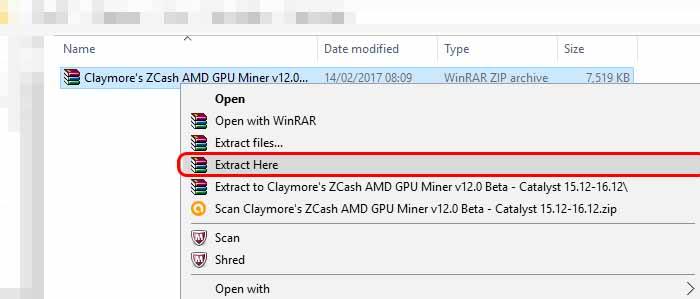 Name Date modified Type Size
Claymore's ZCash AMD GPU Miner v12.0... 14/02/2017 08:09 WinRAR ZIP archive 7,519 KB
Open
Open with WinRAR
Extract files...
Extract Here
Extract to Claymore's ZCash AMD GPU Miner v12.0 Beta - Catalyst 15.12-16.12\
Scan Claymore's ZCash AMD GPU Miner v12.0 Beta - Catalyst 15.12-16.12.zip
Scan
Shred
Open with